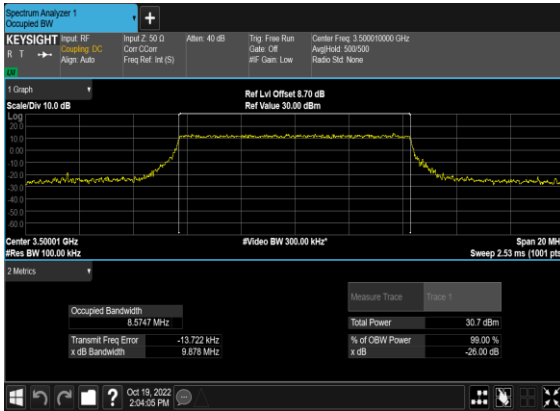 Spectrum Analyzer 1
Occupied BW
KEYSIGHT Input: RF Input Z: 50 Ω Atten: 40 dB Trig: Free Run Center Freq: 3.500010000 GHz
R T Coupling: DC Corr CCorr Gate: Off Avg|Hold: 500/500
Align: Auto Freq Ref: Int (S) #IF Gain: Low Radio Std: None
1 Graph
Ref Lvl Offset 8.70 dB
Scale/Div 10.0 dB Ref Value 30.00 dBm
Log
20.0
10.0
0.00
-10.0
-20.0
-30.0
-40.0
-50.0
-60.0
Center 3.50001 GHz #Video BW 300.00 kHz* Span 20 MH
#Res BW 100.00 kHz Sweep 2.53 ms (1001 pts
2 Metrics
Measure Trace Trace 1
Occupied Bandwidth
8.5747 MHz Total Power 30.7 dBm
Transmit Freq Error -13.722 kHz % of OBW Power 99.00 %
x dB Bandwidth 9.878 MHz x dB -26.00 dB
? Oct 19, 2022
2:04:05 PM